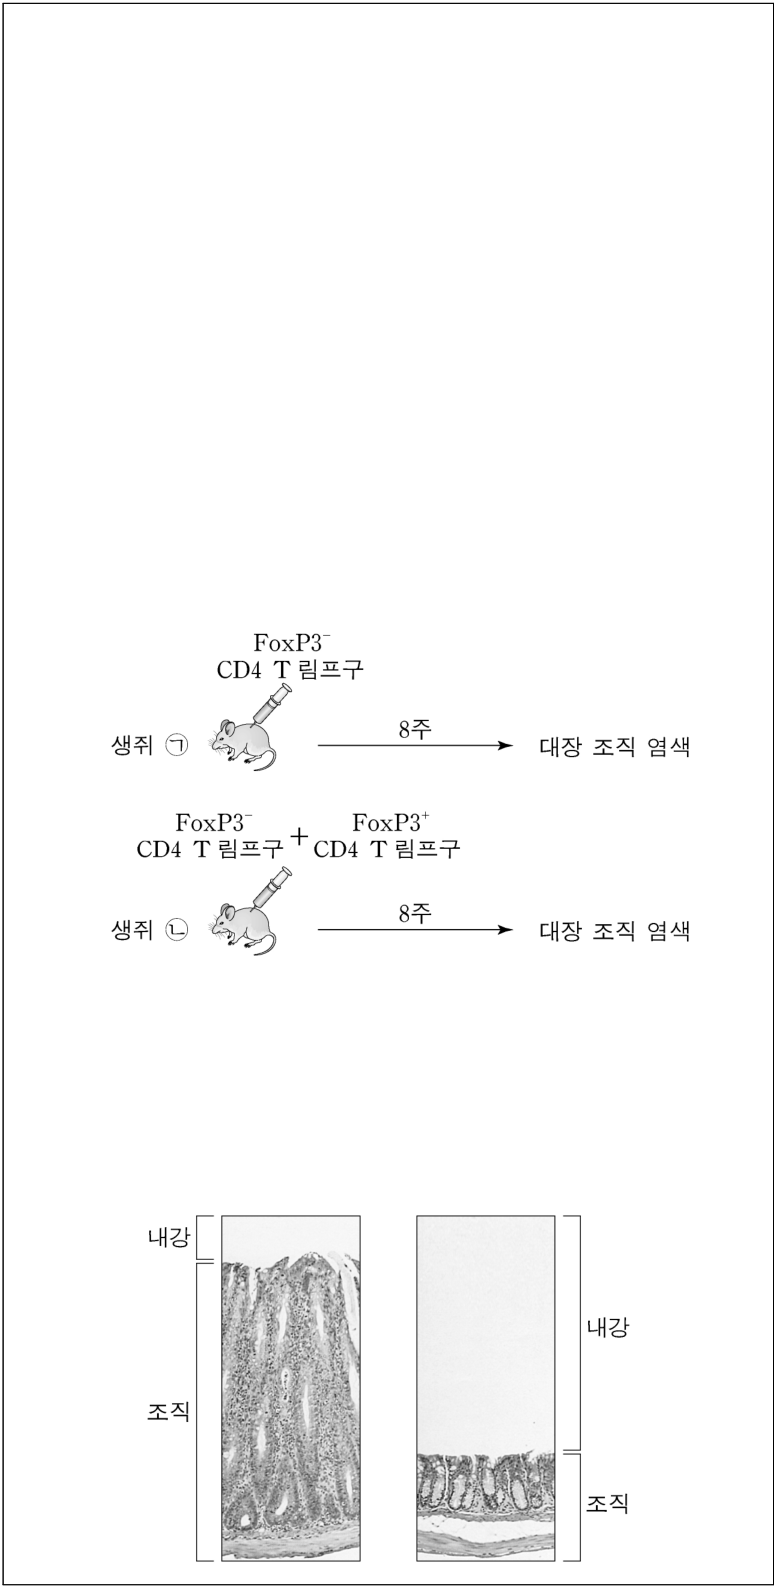 FoxP3⁻
CD4 T 림프구
생쥐 ㉠
8주
대장 조직 염색
FoxP3⁻
CD4 T 림프구
+
FoxP3⁺
CD4 T 림프구
생쥐 ㉡
8주
대장 조직 염색
내강
조직
내강
조직